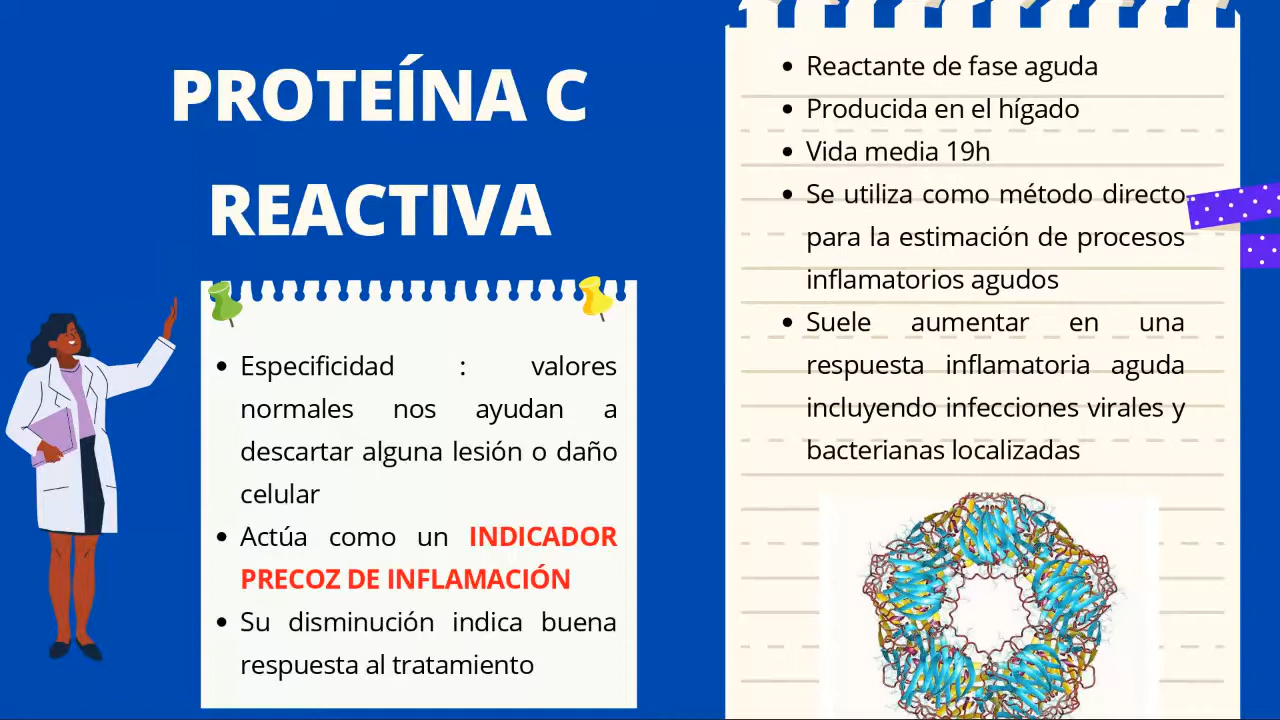 PROTEÍNA C
REACTIVA
• Especificidad : valores
normales nos ayudan a
descartar alguna lesión o daño
celular
• Actúa como un INDICADOR
PRECOZ DE INFLAMACIÓN
• Su disminución indica buena
respuesta al tratamiento
• Reactante de fase aguda
• Producida en el hígado
• Vida media 19h
• Se utiliza como método directo
para la estimación de procesos
inflamatorios agudos
• Suele aumentar en una
respuesta inflamatoria aguda
incluyendo infecciones virales y
bacterianas localizadas